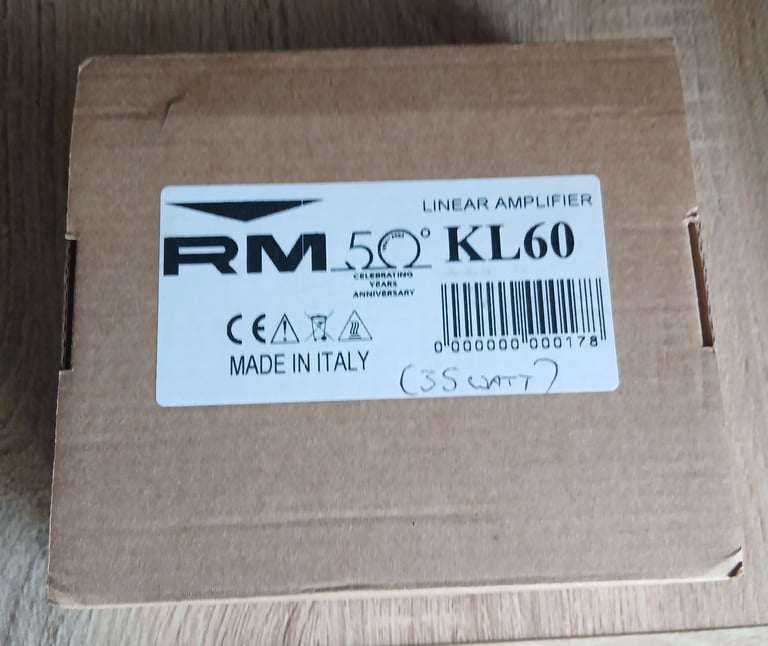 LINEAR AMPLIFIER
RM 50° KL60
CELEBRATING
YEARS
ANNIVERSARY
CE
MADE IN ITALY
0 000000 000178
(35 WATT)